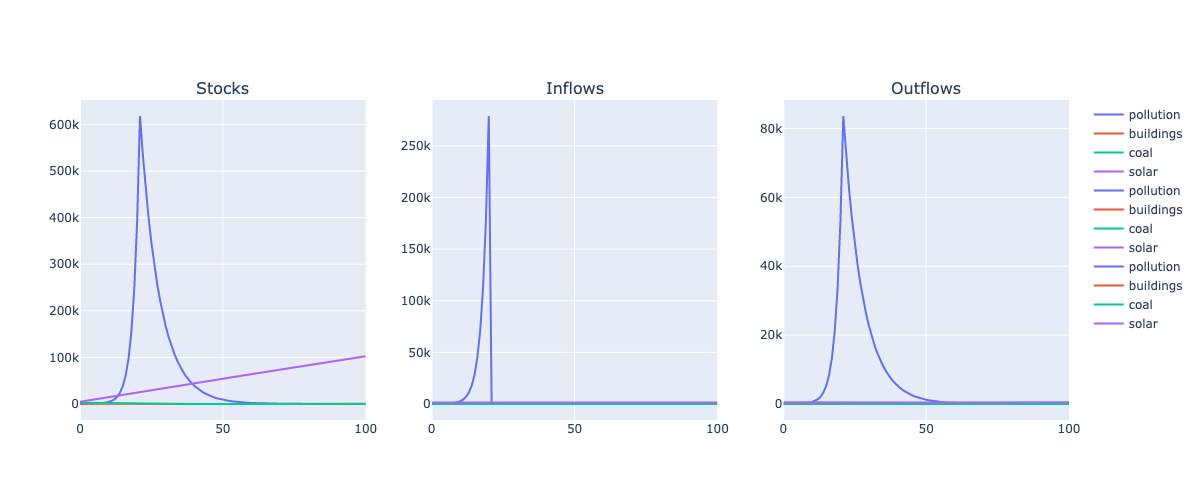 Stocks
Inflows
Outflows
600k
500k
400k
300k
200k
100k
0
0
50
100
250k
200k
150k
100k
50k
0
0
50
100
80k
60k
40k
20k
0
0
50
100
pollution
buildings
coal
solar
pollution
buildings
coal
solar
pollution
buildings
coal
solar